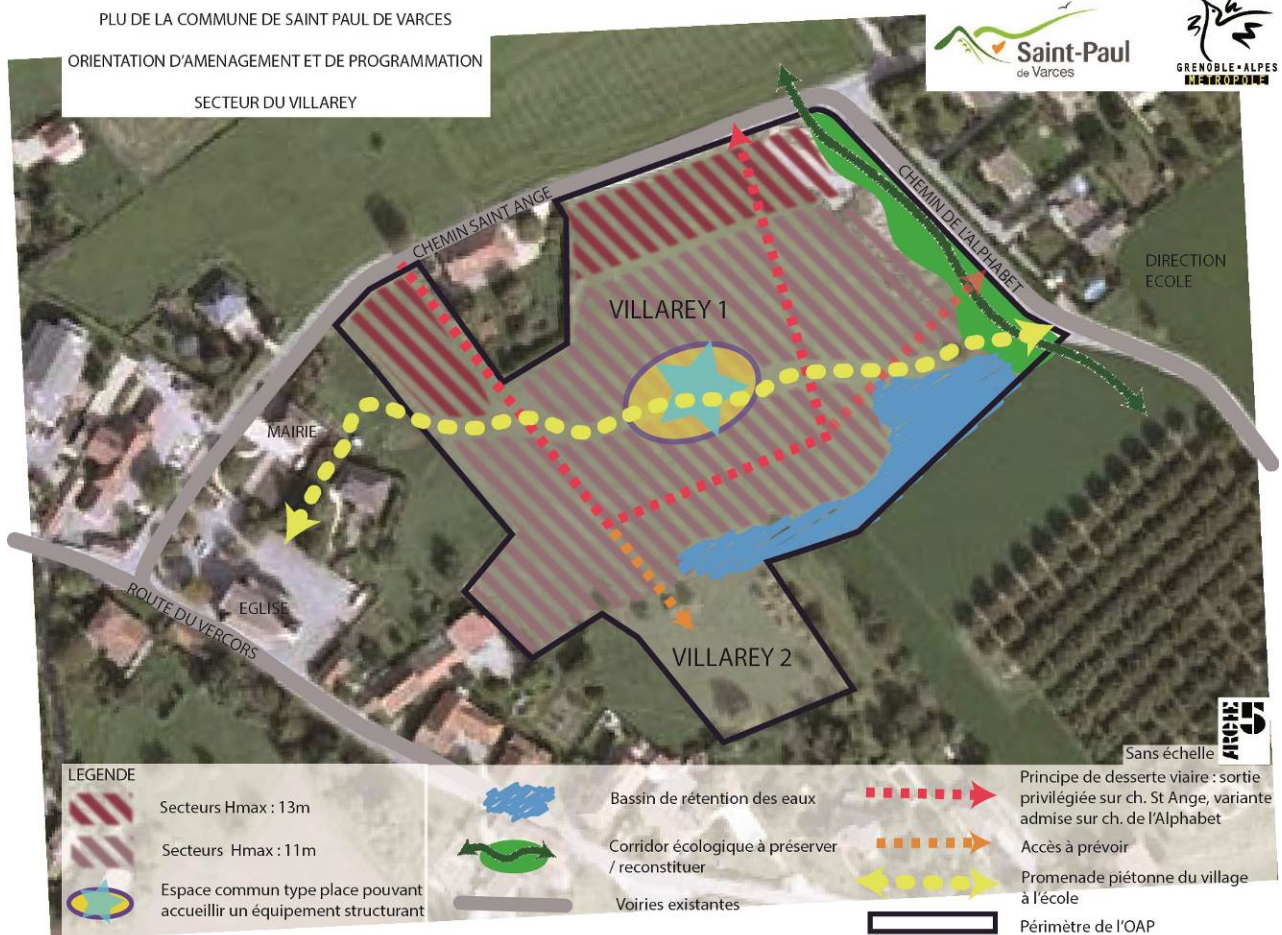 PLU DE LA COMMUNE DE SAINT PAUL DE VARCES
ORIENTATION D'AMENAGEMENT ET DE PROGRAMMATION
SECTEUR DU VILLAREY
Saint-Paul
de Varces
GRENOBLE-ALPES
METROPOLE
CHEMIN SAINT ANGE
CHEMIN DE L'ALPHABET
DIRECTION
ECOLE
VILLAREY 1
MAIRIE
EGLISE
ROUTE DU VERCORS
VILLAREY 2
ARCHE 5
Sans échelle
LEGENDE
Secteurs Hmax : 13m
Secteurs Hmax : 11m
Espace commun type place pouvant
accueillir un équipement structurant
Bassin de rétention des eaux
Corridor écologique à préserver
/ reconstituer
Voiries existantes
Principe de desserte viaire : sortie
privilégiée sur ch. St Ange, variante
admise sur ch. de l'Alphabet
Accès à prévoir
Promenade piétonne du village
à l'école
Périmètre de l'OAP